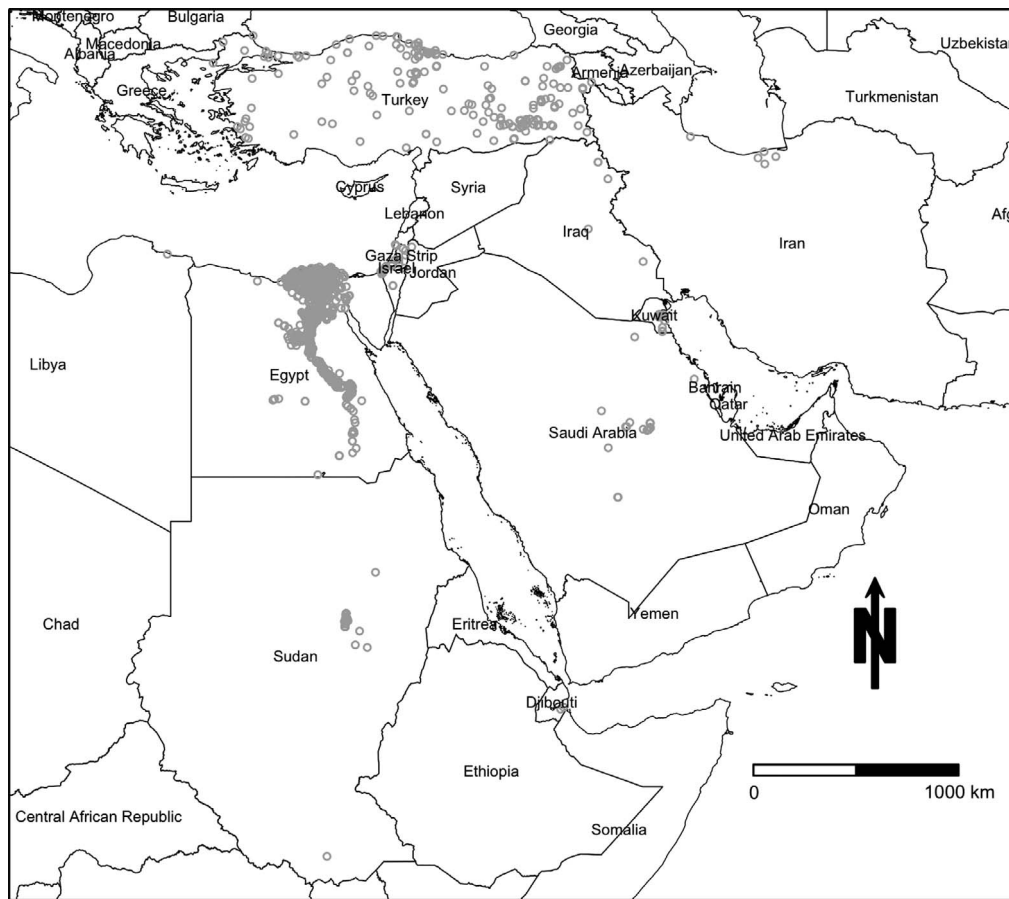 Montenegro
Bulgaria
Macedonia
Albania
Georgia
Uzbekistan
Armenia
Azerbaijan
Greece
Turkey
Turkmenistan
Cyprus
Syria
Lebanon
Afg
Iraq
Iran
Gaza Strip
Israel
Jordan
Kuwait
Libya
Egypt
Bahrain
Qatar
Saudi Arabia
United Arab Emirates
Oman
Yemen
Chad
Eritrea
N
Sudan
Djibouti
Ethiopia
0
1000 km
Central African Republic
Somalia